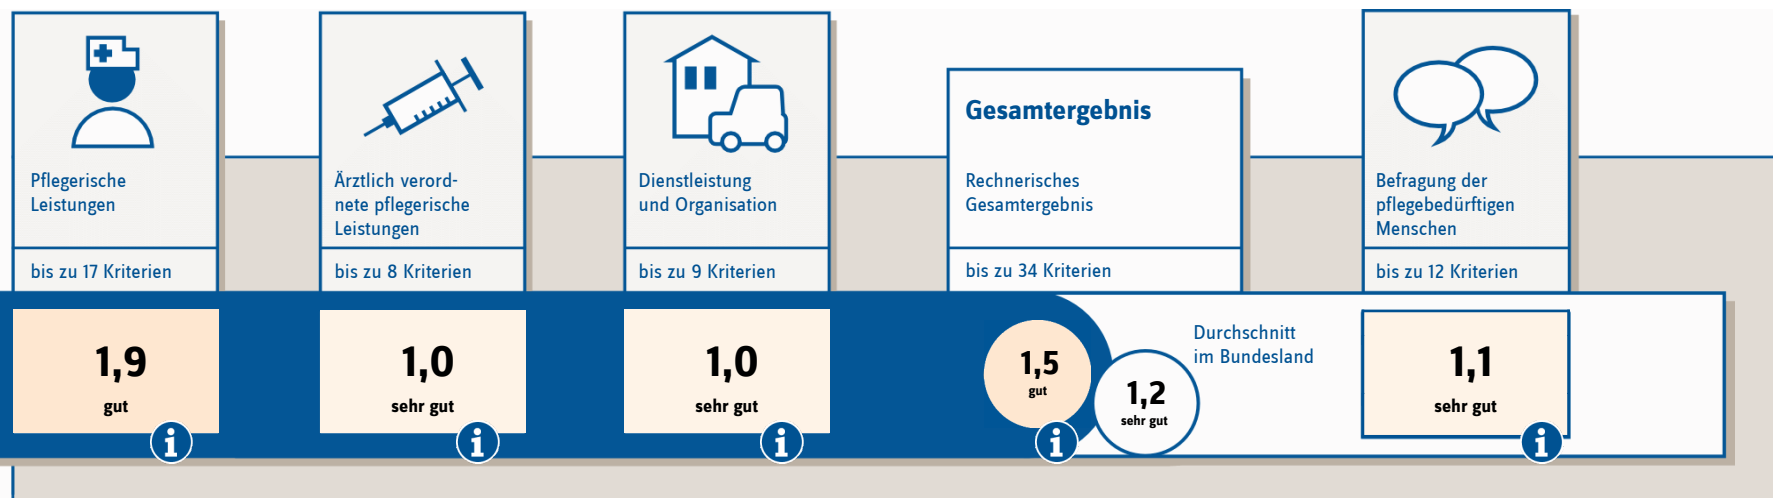 Pflegerische
Leistungen
bis zu 17 Kriterien
1,9
gut
i
Ärztlich verord-
nete pflegerische
Leistungen
bis zu 8 Kriterien
1,0
sehr gut
i
Dienstleistung
und Organisation
bis zu 9 Kriterien
1,0
sehr gut
i
Gesamtergebnis
Rechnerisches
Gesamtergebnis
bis zu 34 Kriterien
1,5
gut
i
1,2
sehr gut
Durchschnitt
im Bundesland
Befragung der
pflegebedürftigen
Menschen
bis zu 12 Kriterien
1,1
sehr gut
i